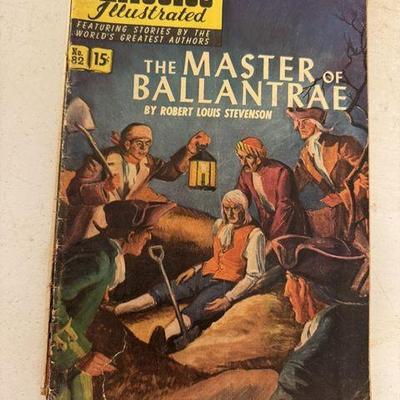 Illustrated
FEATURING STORIES BY THE
WORLD'S GREATEST AUTHORS
No.
82
15¢
THE MASTER OF
BALLANTRAE
BY ROBERT LOUIS STEVENSON